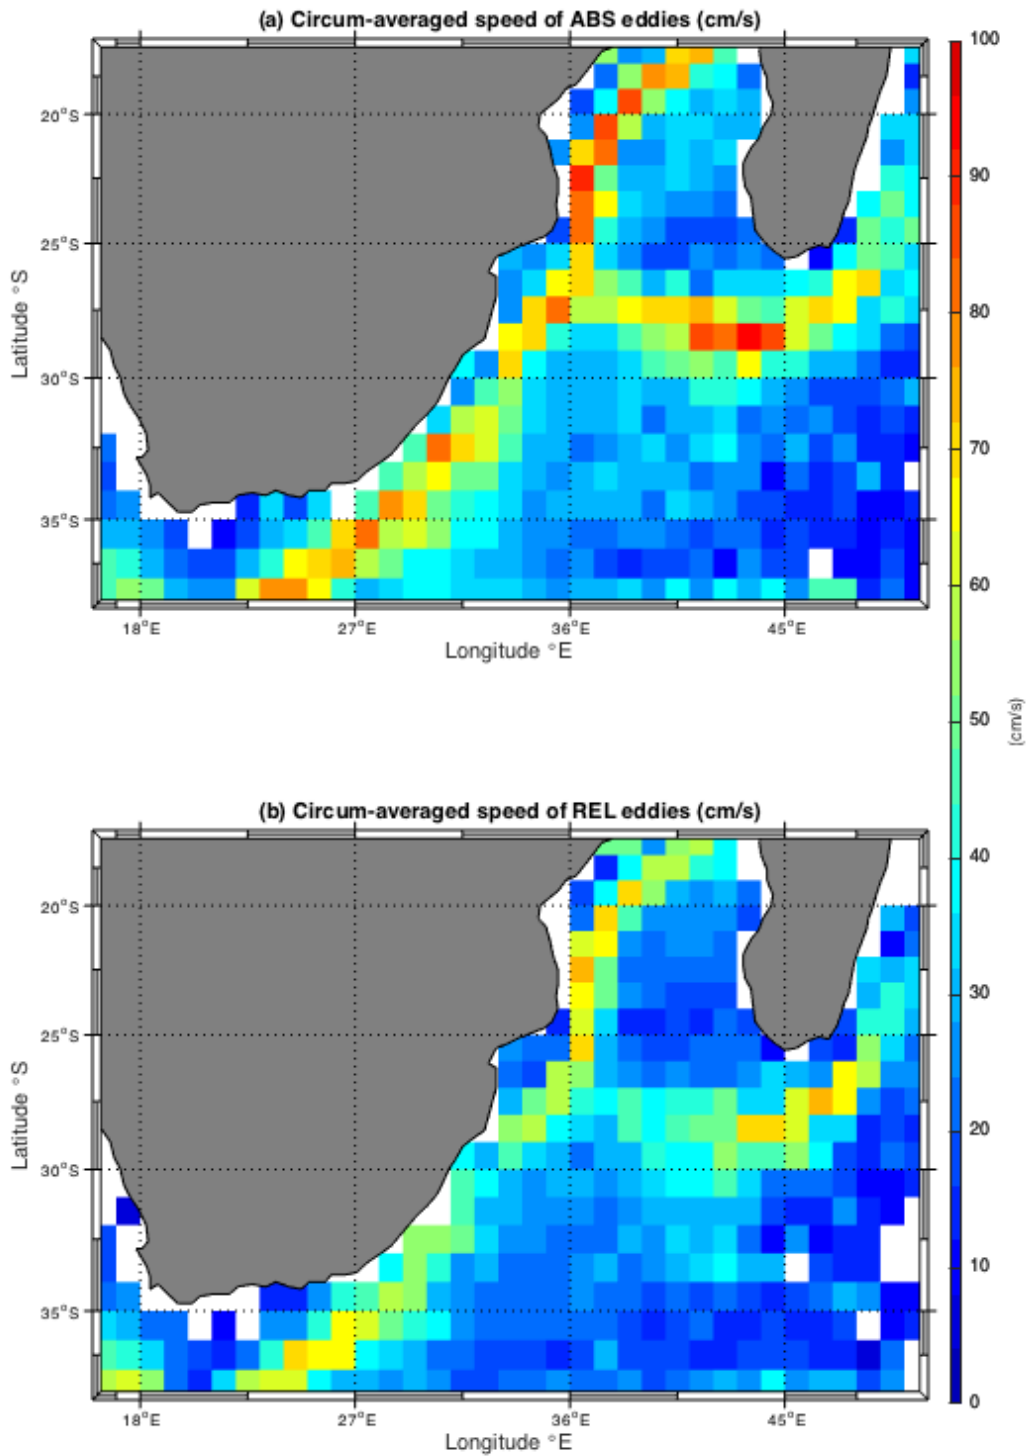 (a) Circum-averaged speed of ABS eddies (cm/s)
100
90
80
70
60
50
40
30
20
10
0
(cm/s)
20°S
25°S
30°S
35°S
Latitude °S
18°E
27°E
36°E
45°E
Longitude °E
(b) Circum-averaged speed of REL eddies (cm/s)
20°S
25°S
30°S
35°S
Latitude °S
18°E
27°E
36°E
45°E
Longitude °E